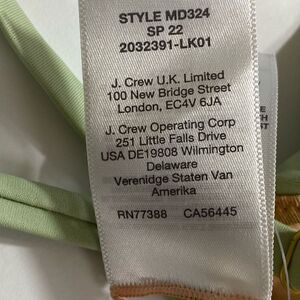 STYLE MD324
SP 22
2032391-LK01
J. Crew U.K. Limited
100 New Bridge Street
London, EC4V 6JA
J. Crew Operating Corp
251 Little Falls Drive
USA DE19808 Wilmington
Delaware
Verenidge Staten Van
Amerika
RN77388 CA56445